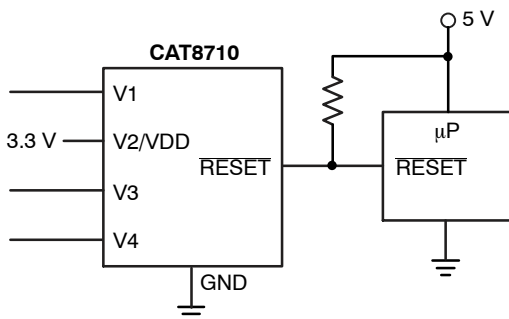 5 V
CAT8710
V1
μP
3.3 V
V2/VDD
RESET
RESET
V3
V4
GND